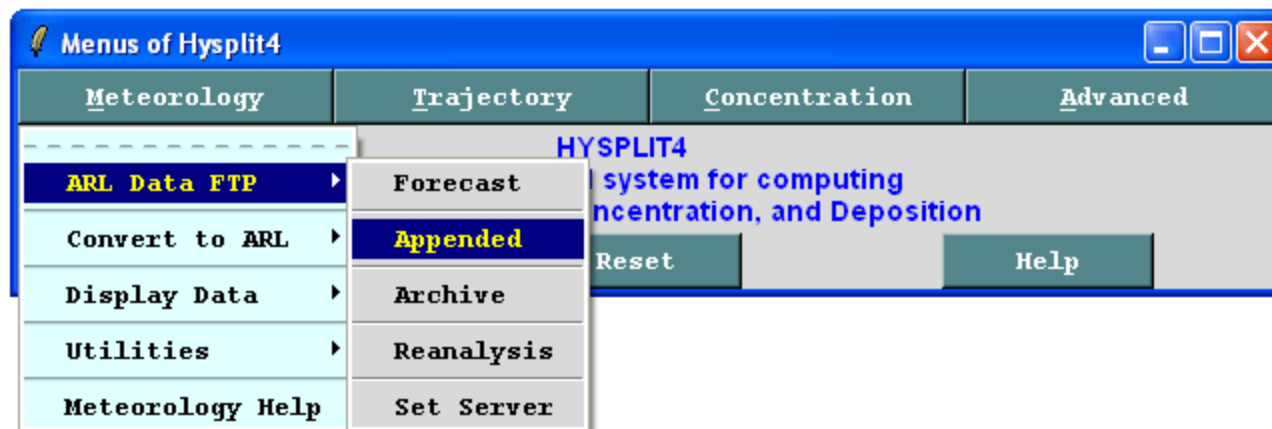 Menus of Hysplit4
Meteorology Trajectory Concentration Advanced
HYSPLIT4
system for computing
ncentration, and Deposition
Reset Help
ARL Data FTP
Convert to ARL
Display Data
Utilities
Meteorology Help
Forecast
Appended
Archive
Reanalysis
Set Server